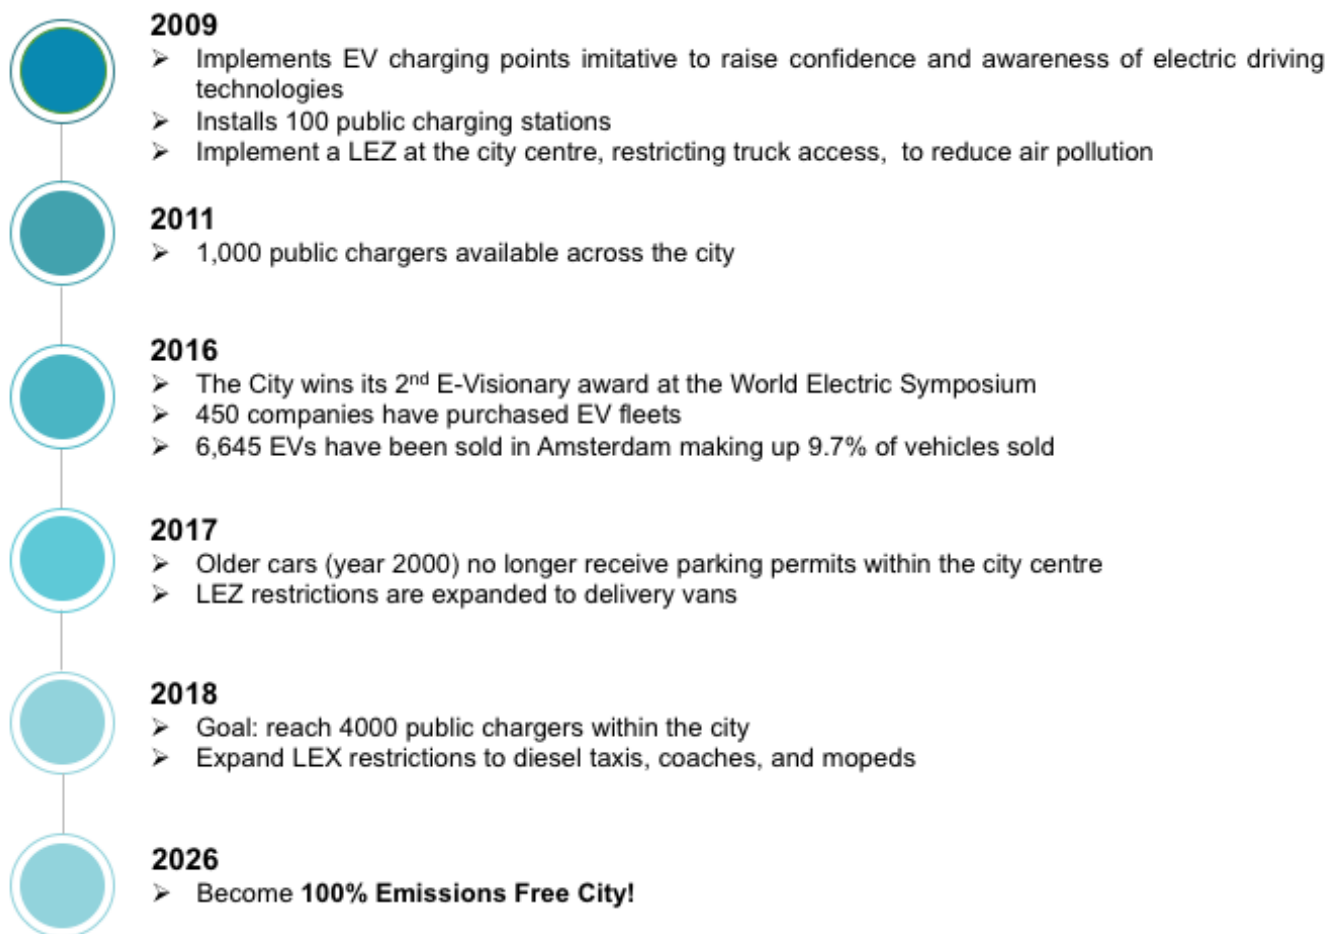 2009
➢ Implements EV charging points imitative to raise confidence and awareness of electric driving
technologies
➢ Installs 100 public charging stations
➢ Implement a LEZ at the city centre, restricting truck access, to reduce air pollution
2011
➢ 1,000 public chargers available across the city
2016
➢ The City wins its 2nd E-Visionary award at the World Electric Symposium
➢ 450 companies have purchased EV fleets
➢ 6,645 EVs have been sold in Amsterdam making up 9.7% of vehicles sold
2017
➢ Older cars (year 2000) no longer receive parking permits within the city centre
➢ LEZ restrictions are expanded to delivery vans
2018
➢ Goal: reach 4000 public chargers within the city
➢ Expand LEX restrictions to diesel taxis, coaches, and mopeds
2026
➢ Become 100% Emissions Free City!